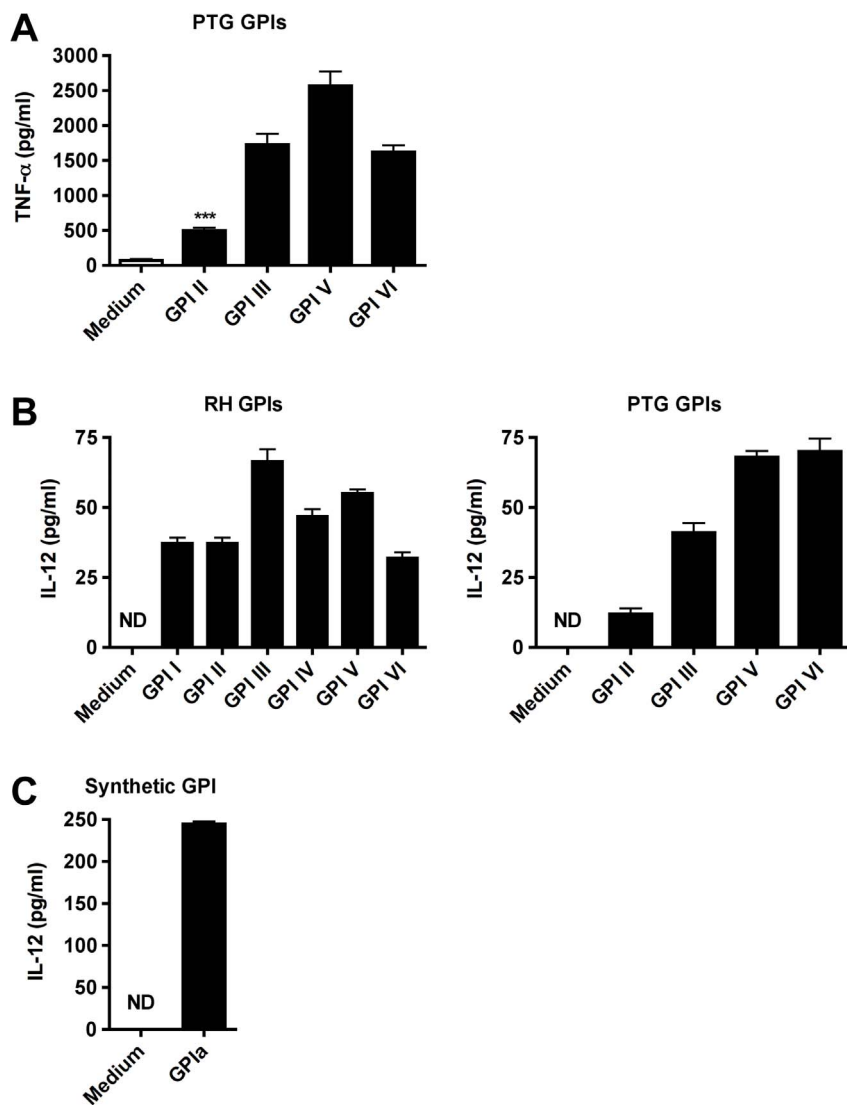 A
PTG GPIs
TNF-α (pg/ml)
3000
2500
2000
1500
1000
500
0
***
Medium
GPI II
GPI III
GPI V
GPI VI
B
RH GPIs
IL-12 (pg/ml)
75
50
25
0
ND
Medium
GPI I
GPI II
GPI III
GPI IV
GPI V
GPI VI
PTG GPIs
IL-12 (pg/ml)
75
50
25
0
ND
Medium
GPI II
GPI III
GPI V
GPI VI
C
Synthetic GPI
IL-12 (pg/ml)
250
200
150
100
50
0
ND
Medium
GPIa